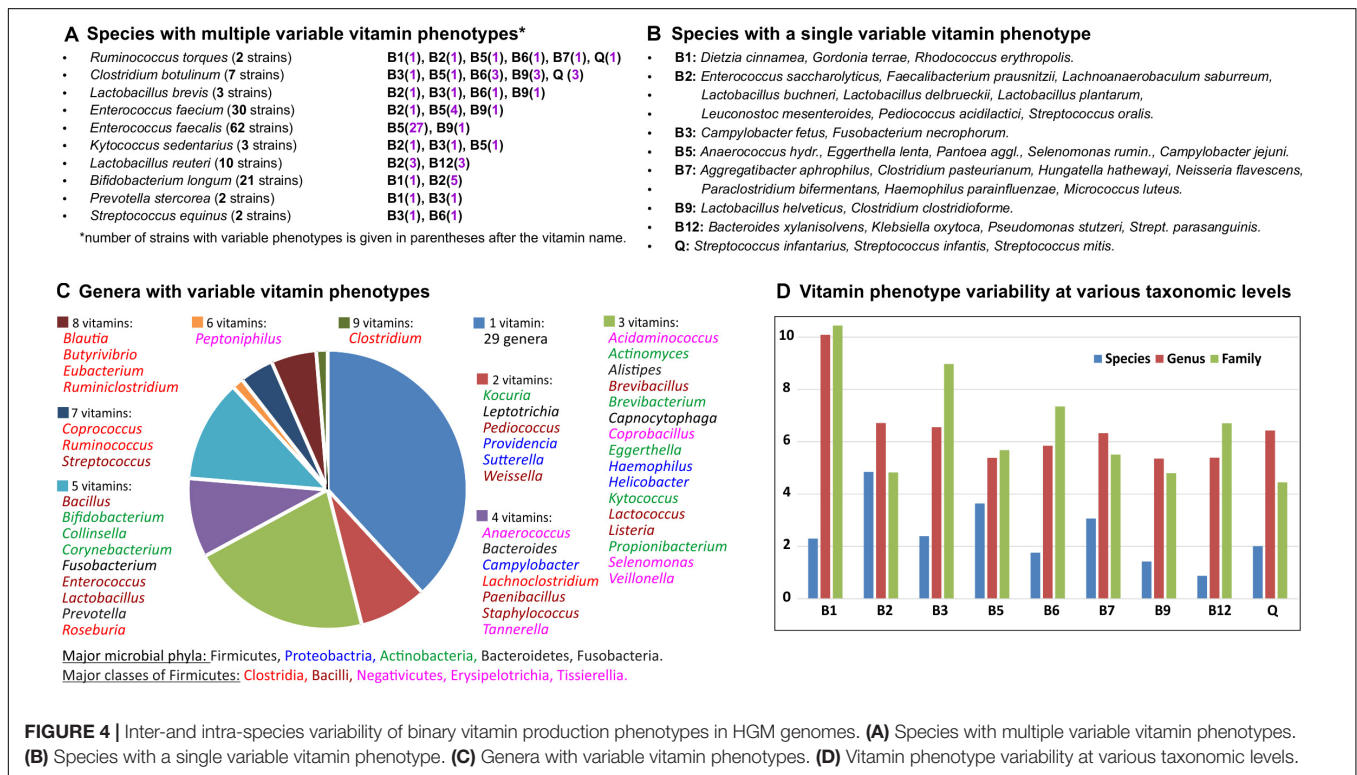 A Species with multiple variable vitamin phenotypes*
• Ruminococcus torques (2 strains) B1(1), B2(1), B5(1), B6(1), B7(1), Q(1)
• Clostridium botulinum (7 strains) B3(1), B5(1), B6(3), B9(3), Q (3)
• Lactobacillus brevis (3 strains) B2(1), B3(1), B6(1), B9(1)
• Enterococcus faecium (30 strains) B2(1), B5(4), B9(1)
• Enterococcus faecalis (62 strains) B5(27), B9(1)
• Kytococcus sedentarius (3 strains) B2(1), B3(1), B5(1)
• Lactobacillus reuteri (10 strains) B2(3), B12(3)
• Bifidobacterium longum (21 strains) B1(1), B2(5)
• Prevotella stercorea (2 strains) B1(1), B3(1)
• Streptococcus equinus (2 strains) B3(1), B6(1)
*number of strains with variable phenotypes is given in parentheses after the vitamin name.
B Species with a single variable vitamin phenotype
• B1: Dietzia cinnamea, Gordonia terrae, Rhodococcus erythropolis.
• B2: Enterococcus saccharolyticus, Faecalibacterium prausnitzii, Lachnoanaerobaculum saburreum,
• Lactobacillus buchneri, Lactobacillus delbrueckii, Lactobacillus plantarum,
• Leuconostoc mesenteroides, Pediococcus acidilactici, Streptococcus oralis.
• B3: Campylobacter fetus, Fusobacterium necrophorum.
• B5: Anaerococcus hydr., Eggerthella lenta, Pantoea aggl., Selenomonas rumin., Campylobacter jejuni.
• B7: Aggregatibacter aphrophilus, Clostridium pasteurianum, Hungatella hathewayi, Neisseria flavescens,
• Paraclostridium bifermentans, Haemophilus parainfluenzae, Micrococcus luteus.
• B9: Lactobacillus helveticus, Clostridium clostridioforme.
• B12: Bacteroides xylanisolvens, Klebsiella oxytoca, Pseudomonas stutzeri, Strept. parasanguinis.
• Q: Streptococcus infantarius, Streptococcus infantis, Streptococcus mitis.
C Genera with variable vitamin phenotypes
8 vitamins:
Blautia
Butyrivibrio
Eubacterium
Ruminiclostridium
7 vitamins:
Coprococcus
Ruminococcus
Streptococcus
5 vitamins:
Bacillus
Bifidobacterium
Collinsella
Corynebacterium
Fusobacterium
Enterococcus
Lactobacillus
Prevotella
Roseburia
6 vitamins:
Peptoniphilus
9 vitamins:
Clostridium
1 vitamin:
29 genera
2 vitamins:
Kocuria
Leptotrichia
Pediococcus
Providencia
Sutterella
Weissella
4 vitamins:
Anaerococcus
Bacteroides
Campylobacter
Lachnoclostridium
Paenibacillus
Staphylococcus
Tannerella
3 vitamins:
Acidaminococcus
Actinomyces
Alistipes
Brevibacillus
Brevibacterium
Capnocytophaga
Coprobacillus
Eggerthella
Haemophilus
Helicobacter
Kytococcus
Lactococcus
Listeria
Propionibacterium
Selenomonas
Veillonella
Major microbial phyla: Firmicutes, Proteobactria, Actinobacteria, Bacteroidetes, Fusobacteria.
Major classes of Firmicutes: Clostridia, Bacilli, Negativicutes, Erysipelotrichia, Tissierellia.
D Vitamin phenotype variability at various taxonomic levels
Species Genus Family
10
8
6
4
2
0
B1 B2 B3 B5 B6 B7 B9 B12 Q
FIGURE 4 | Inter-and intra-species variability of binary vitamin production phenotypes in HGM genomes. (A) Species with multiple variable vitamin phenotypes.
(B) Species with a single variable vitamin phenotype. (C) Genera with variable vitamin phenotypes. (D) Vitamin phenotype variability at various taxonomic levels.